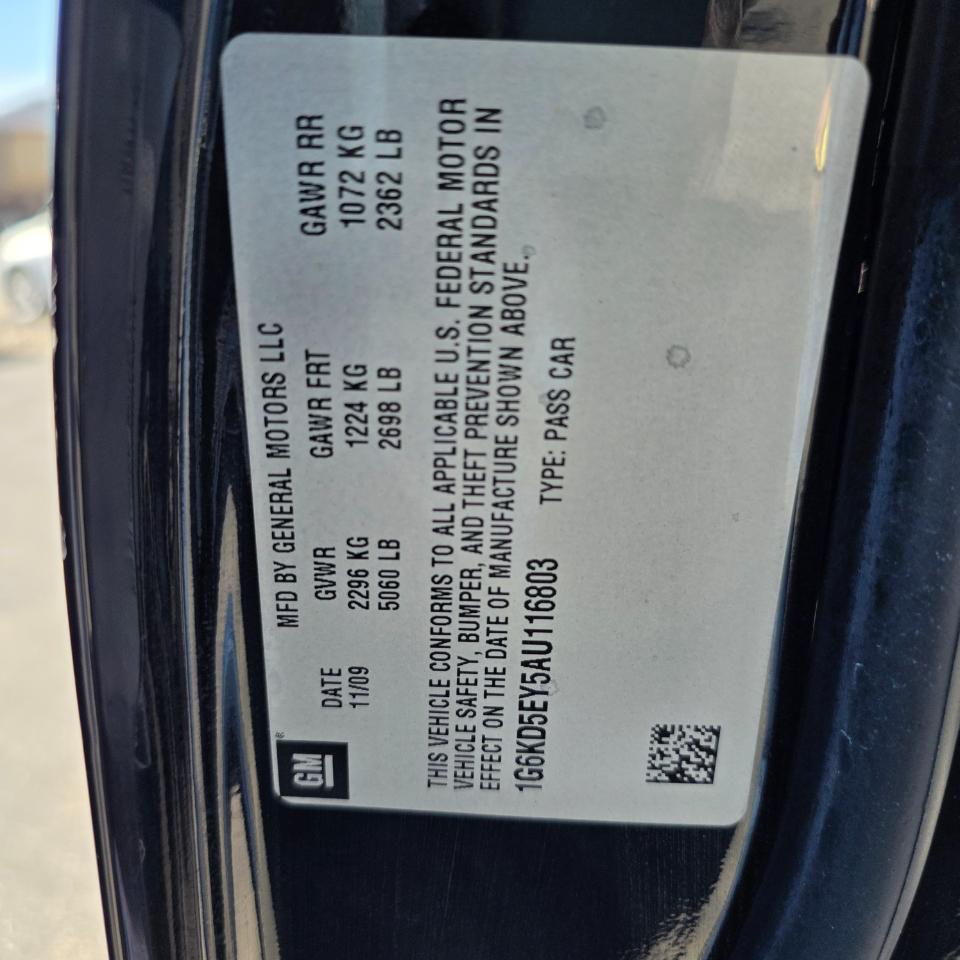 GM®
MFD BY GENERAL MOTORS LLC
DATE GVWR GAWR FRT GAWR RR
11/09 2296 KG 1224 KG 1072 KG
5060 LB 2698 LB 2362 LB
THIS VEHICLE CONFORMS TO ALL APPLICABLE U.S. FEDERAL MOTOR
VEHICLE SAFETY, BUMPER, AND THEFT PREVENTION STANDARDS IN
EFFECT ON THE DATE OF MANUFACTURE SHOWN ABOVE.
1G6KD5EY5AU116803 TYPE: PASS CAR